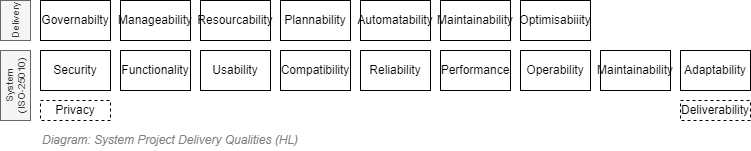 Delivery
Governabilty Manageability Resourcability Plannability Automatability Maintainability Optimisability
System
(ISO-25010)
Security Functionality Usability Compatibility Reliability Performance Operability Maintainability Adaptability
Privacy Deliverability
Diagram: System Project Delivery Qualities (HL)